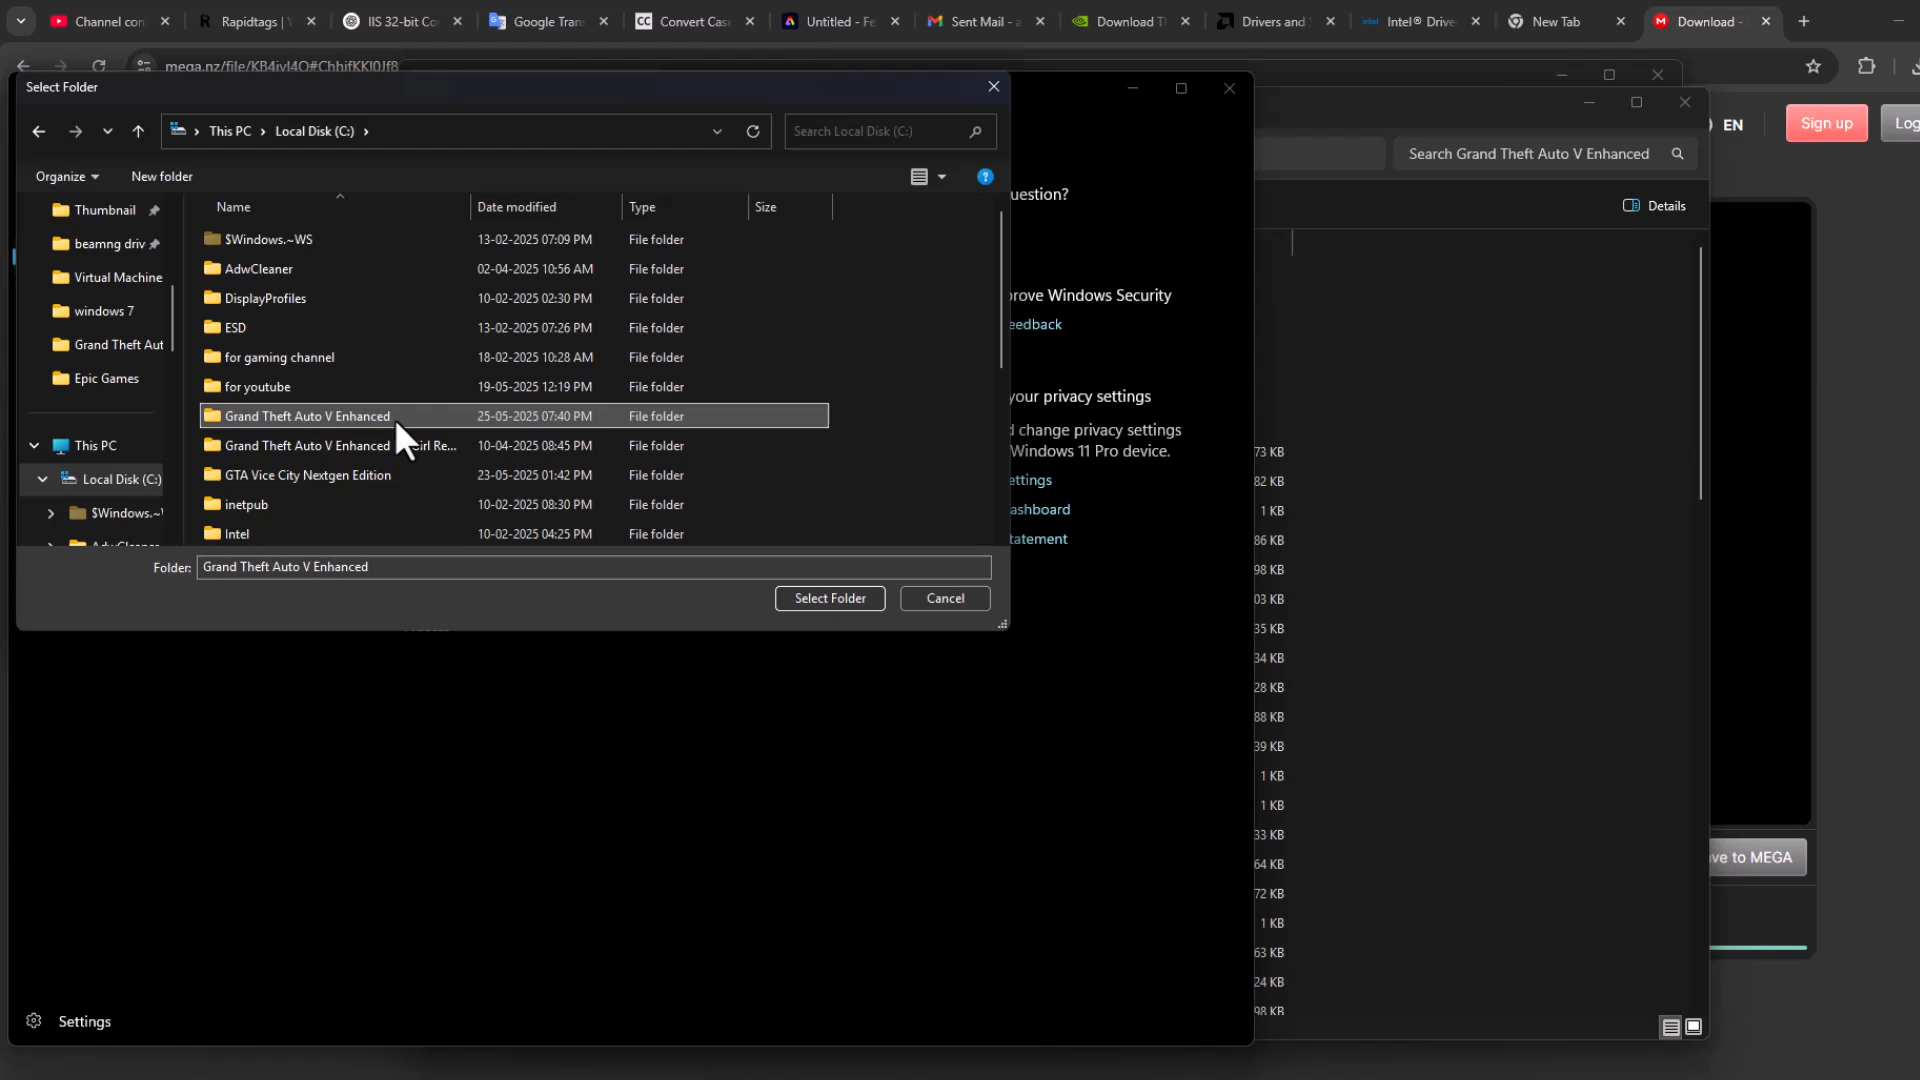 Channel con
Rapidtags | V
IIS 32-bit Co
Google Tran
CC Convert Case
Untitled - Fe
Sent Mail - a
Download Th
Drivers and S
intel Intel® Drive
New Tab
Download -
mega.nz/file/
Select Folder
This PC
Local Disk (C:)
Search Local Disk (C:)
EN
Sign up
Log
Search Grand Theft Auto V Enhanced
Organize
New folder
Details
Name
Date modified
Type
Size
Thumbnail
beamng driv
Virtual Machine
windows 7
Grand Theft Aut
Epic Games
This PC
Local Disk (C:)
$Windows.~
AdwCleaner
$Windows.~WS 13-02-2025 07:09 PM File folder
AdwCleaner 02-04-2025 10:56 AM File folder
DisplayProfiles 10-02-2025 02:30 PM File folder
ESD 13-02-2025 07:26 PM File folder
for gaming channel 18-02-2025 10:28 AM File folder
for youtube 19-05-2025 12:19 PM File folder
Grand Theft Auto V Enhanced 25-05-2025 07:40 PM File folder
Grand Theft Auto V Enhanced irl Re... 10-04-2025 08:45 PM File folder
GTA Vice City Nextgen Edition 23-05-2025 01:42 PM File folder
inetpub 10-02-2025 08:30 PM File folder
Intel 10-02-2025 04:25 PM File folder
Folder: Grand Theft Auto V Enhanced
Select Folder
Cancel
uestion?
prove Windows Security
eedback
your privacy settings
d change privacy settings
Windows 11 Pro device.
ettings
ashboard
tatement
73 KB
82 KB
1 KB
86 KB
98 KB
03 KB
35 KB
34 KB
28 KB
88 KB
39 KB
1 KB
1 KB
33 KB
64 KB
72 KB
1 KB
63 KB
24 KB
98 KB
ve to MEGA
Settings